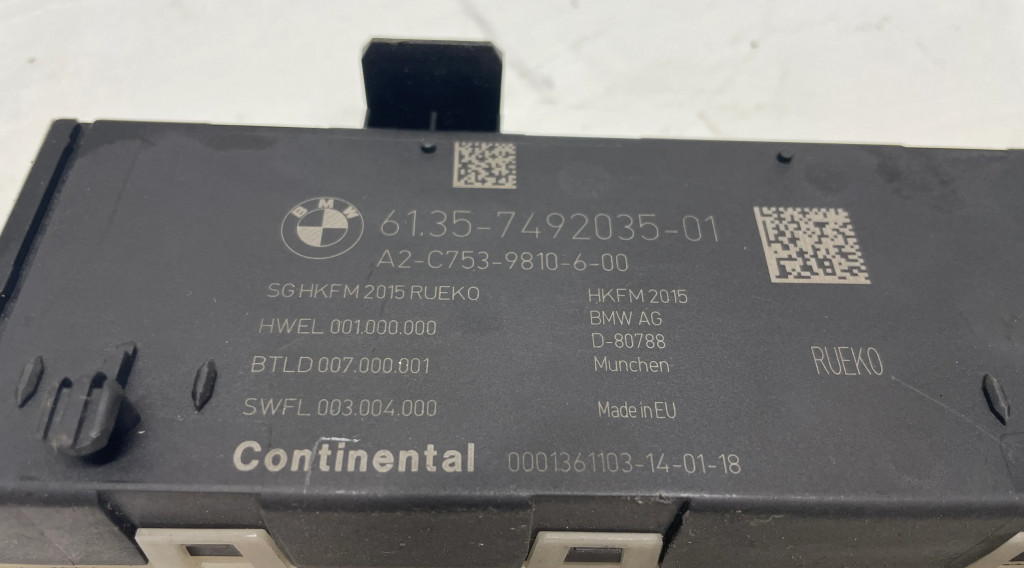 BMW
61.35-7492035-01
A2-C753-9810-6-00
SG HKFM 2015 RUEKO
HWEL 001.000.000
BTLD 007.000.001
SWFL 003.004.000
HKFM 2015
BMW AG
D-80788
Munchen
Made in EU
RUEKO
Continental 0001361103-14-01-18